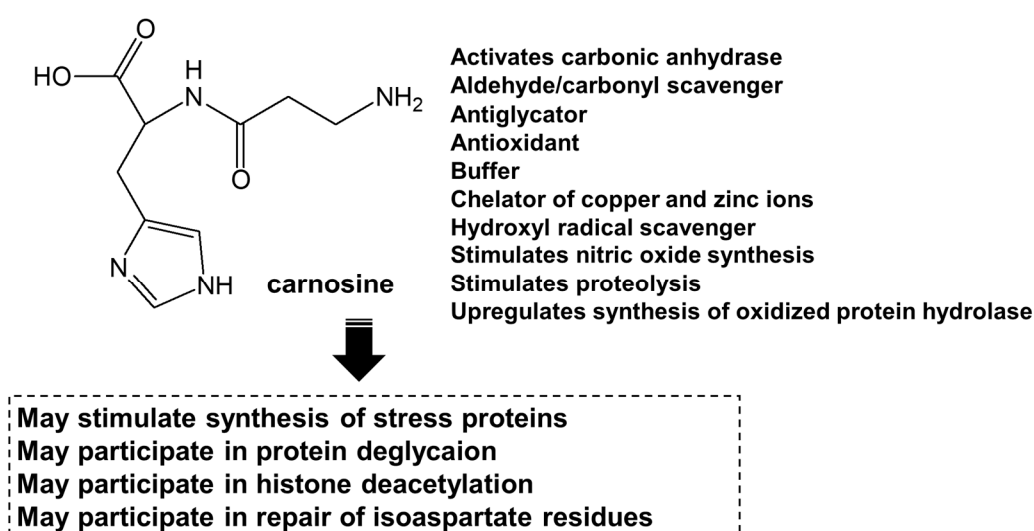 O
HO
H
N
NH2
O
N
NH
carnosine
Activates carbonic anhydrase
Aldehyde/carbonyl scavenger
Antiglycator
Antioxidant
Buffer
Chelator of copper and zinc ions
Hydroxyl radical scavenger
Stimulates nitric oxide synthesis
Stimulates proteolysis
Upregulates synthesis of oxidized protein hydrolase
May stimulate synthesis of stress proteins
May participate in protein deglycaion
May participate in histone deacetylation
May participate in repair of isoaspartate residues